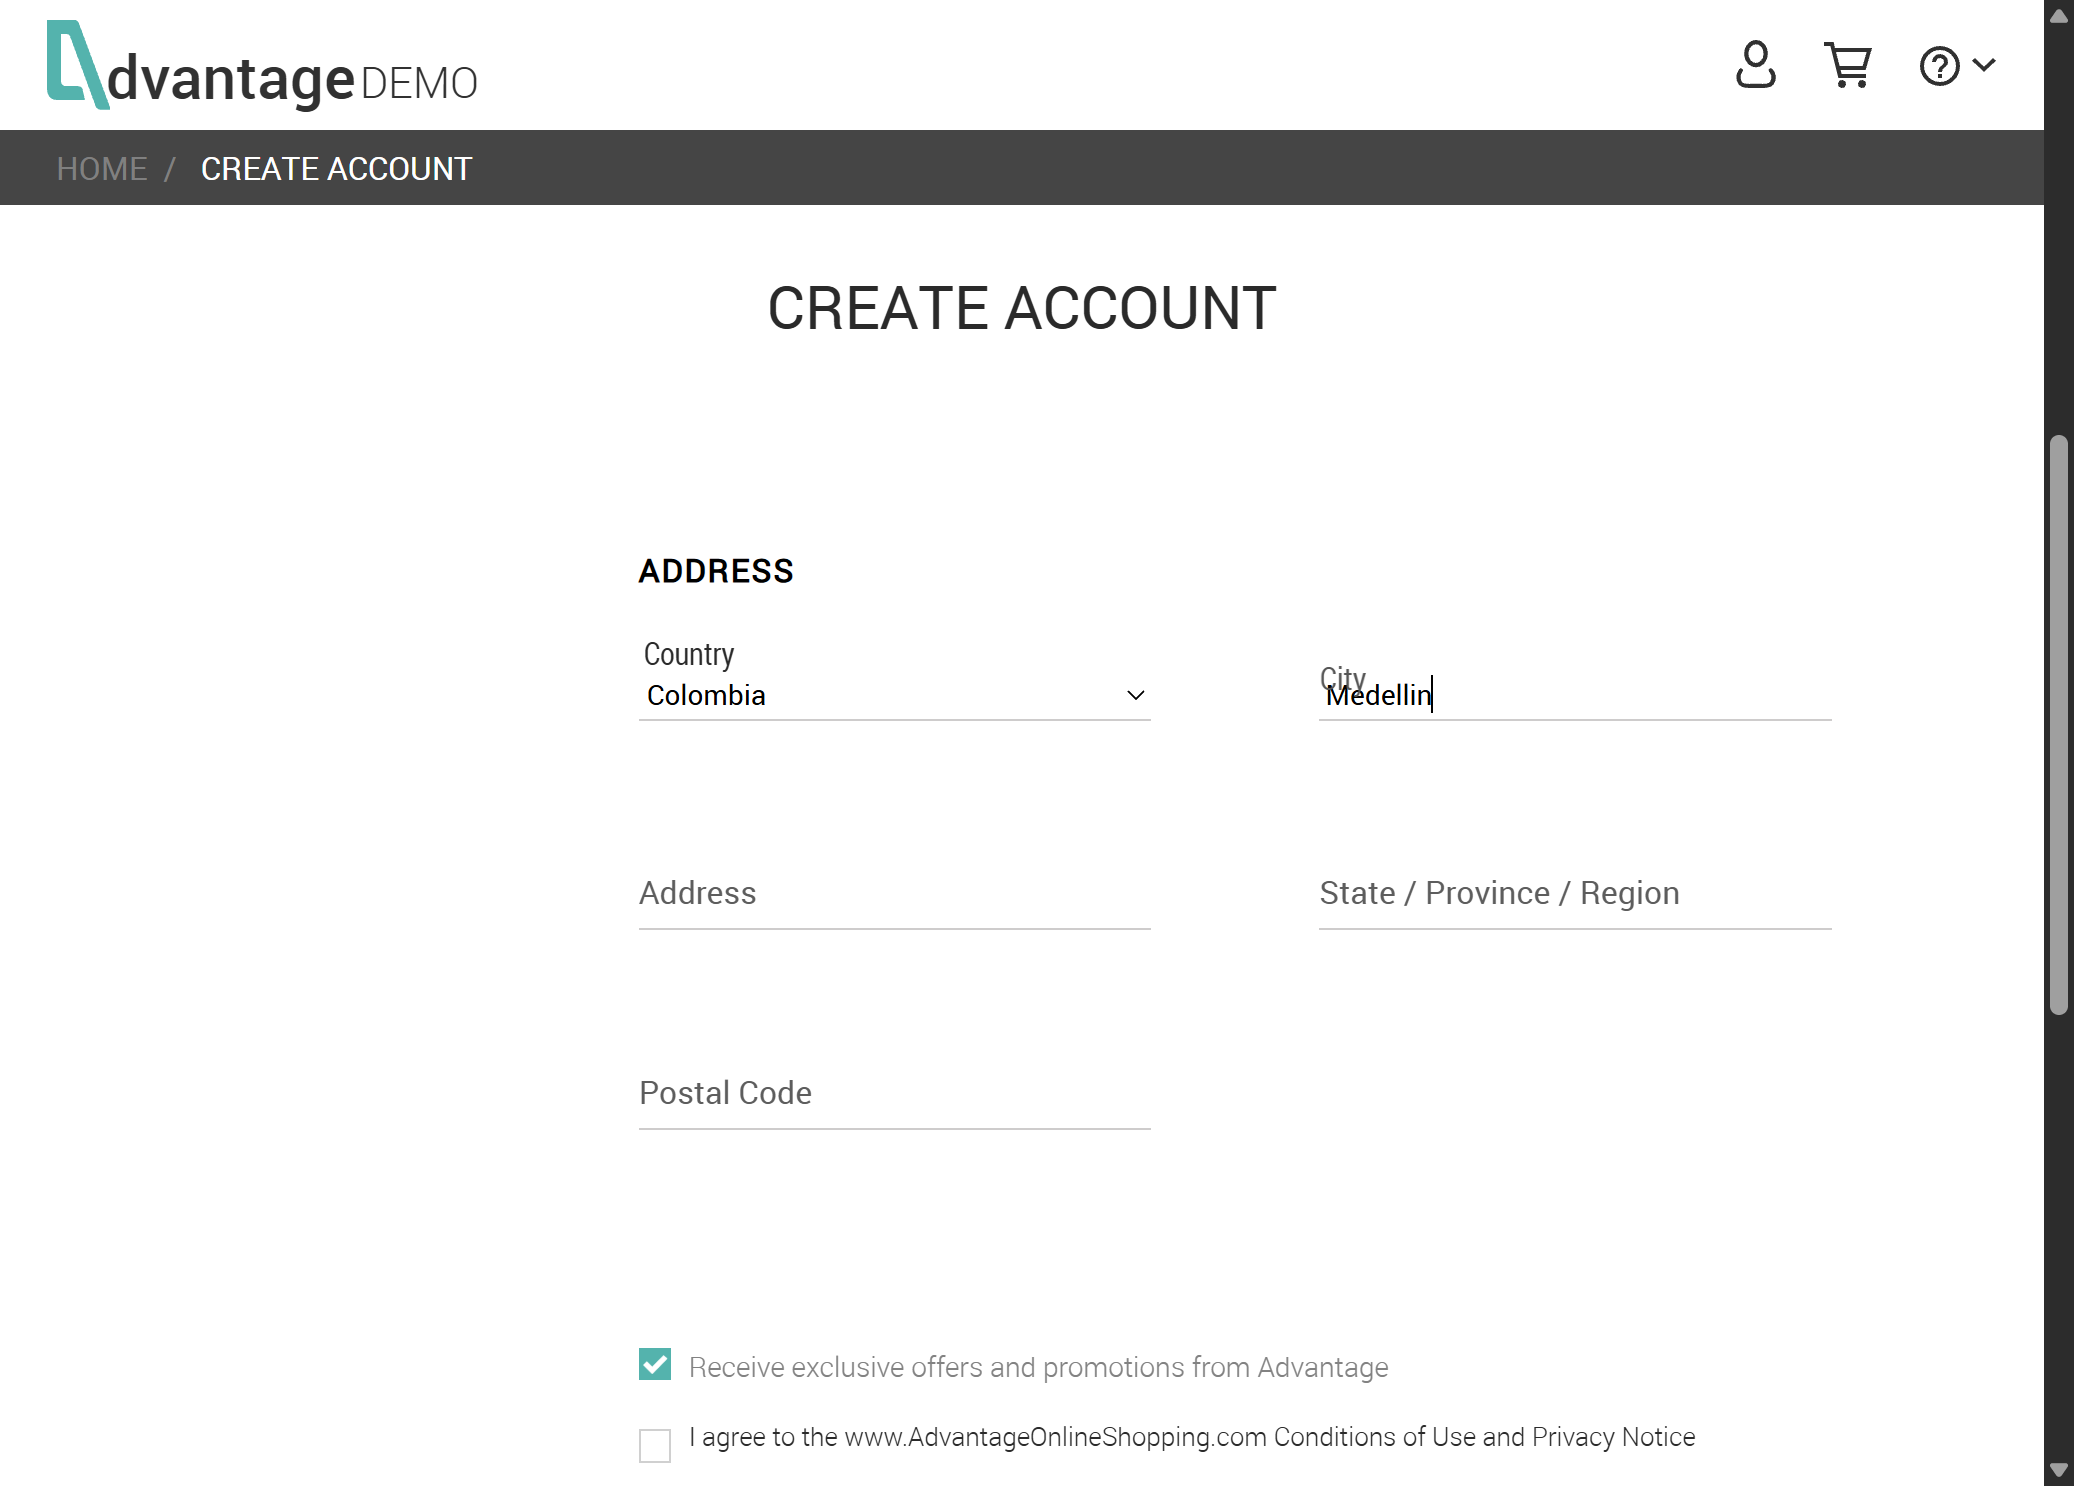 dvantage DEMO
HOME / CREATE ACCOUNT
CREATE ACCOUNT
ADDRESS
Country
Colombia
City
Medellin
Address
State / Province / Region
Postal Code
Receive exclusive offers and promotions from Advantage
I agree to the www.AdvantageOnlineShopping.com Conditions of Use and Privacy Notice